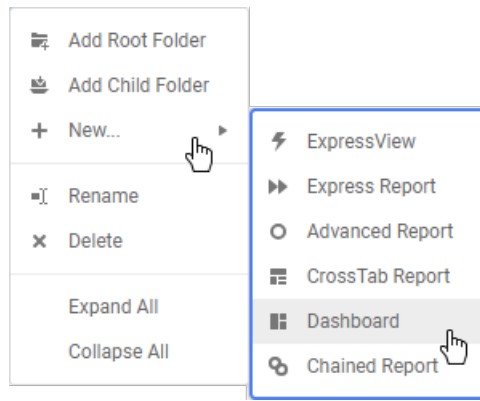 Add Root Folder
Add Child Folder
New...
Rename
Delete
Expand All
Collapse All
ExpressView
Express Report
Advanced Report
CrossTab Report
Dashboard
Chained Report